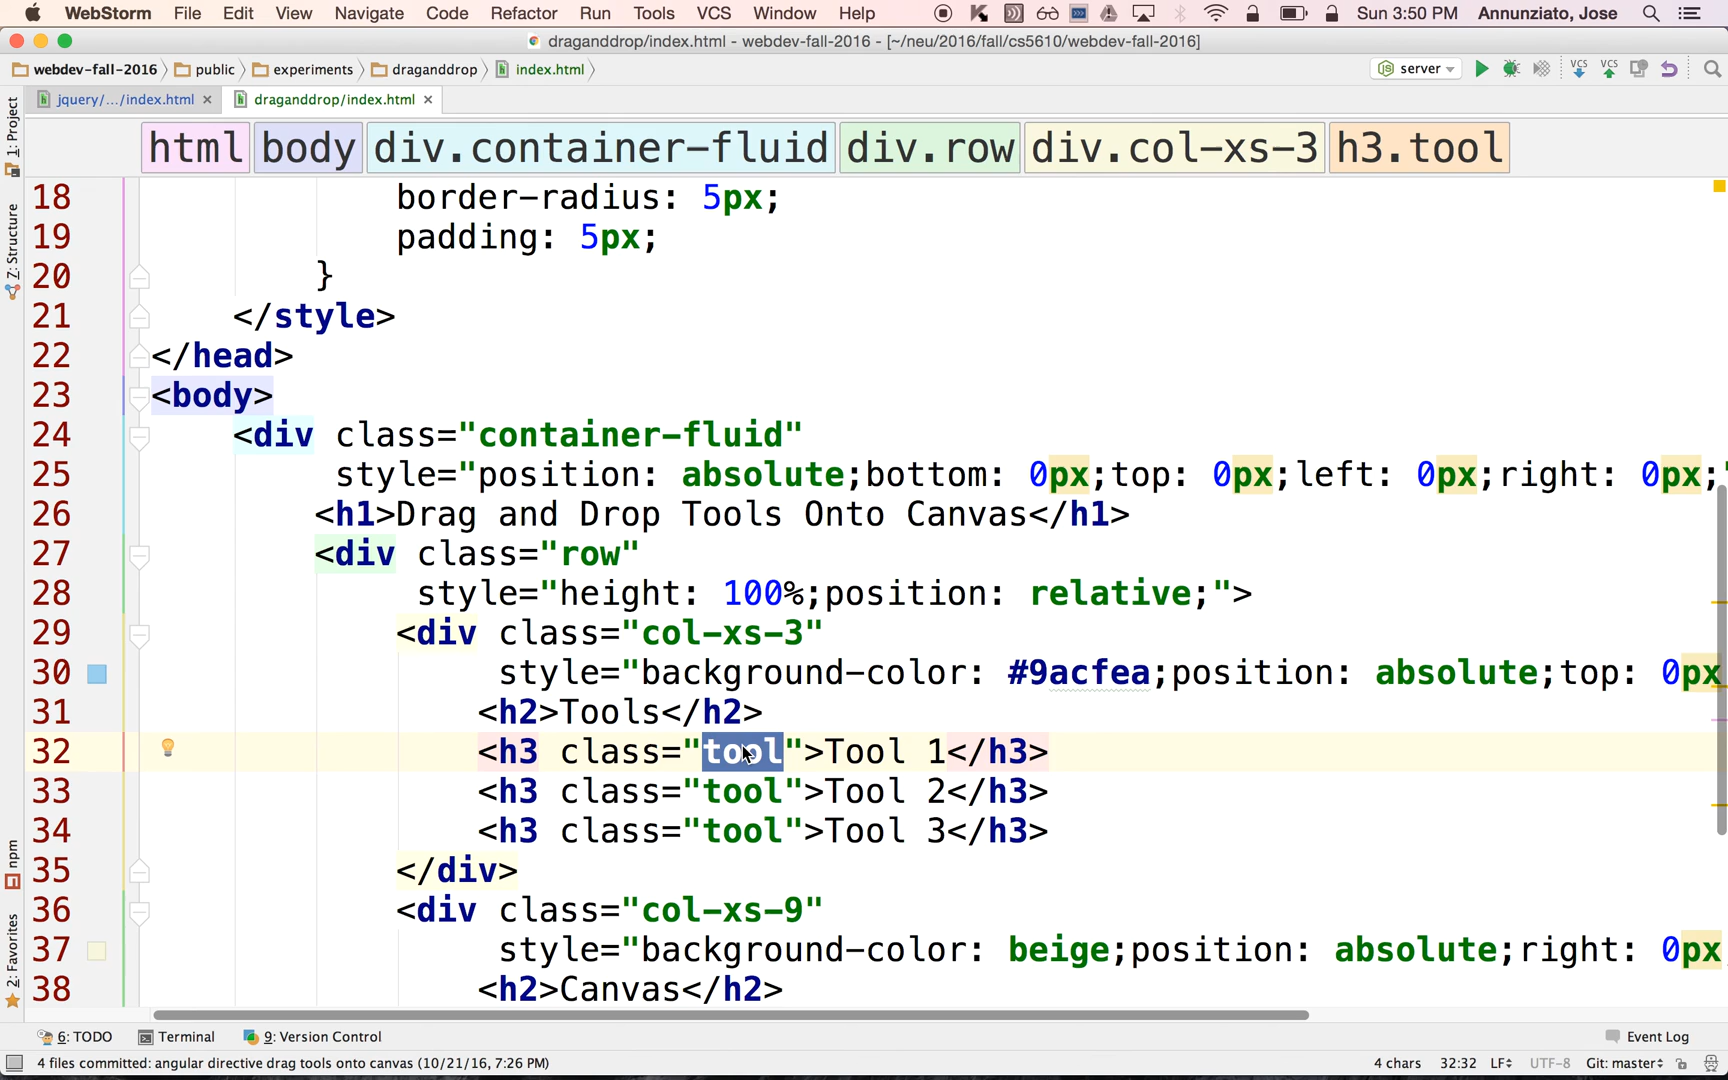 WebStorm File Edit View Navigate Code Refactor Run Tools VCS Window Help Sun 3:50 PM Annunziato, Jose
draganddrop/index.html - webdev-fall-2016 - [~/neu/2016/fall/cs5610/webdev-fall-2016]
webdev-fall-2016 public experiments draganddrop index.html server VCS VCS
jquery/.../index.html draganddrop/index.html
html body div.container-fluid div.row div.col-xs-3 h3.tool
1: Project
Z: Structure
npm
2: Favorites
18 border-radius: 5px;
19 padding: 5px;
20 }
21 </style>
22 </head>
23 <body>
24 <div class="container-fluid"
25 style="position: absolute;bottom: 0px;top: 0px;left: 0px;right: 0px;"
26 <h1>Drag and Drop Tools Onto Canvas</h1>
27 <div class="row"
28 style="height: 100%;position: relative;">
29 <div class="col-xs-3"
30 style="background-color: #9acfea;position: absolute;top: 0px
31 <h2>Tools</h2>
32 <h3 class="tool">Tool 1</h3>
33 <h3 class="tool">Tool 2</h3>
34 <h3 class="tool">Tool 3</h3>
35 </div>
36 <div class="col-xs-9"
37 style="background-color: beige;position: absolute;right: 0px
38 <h2>Canvas</h2>
6: TODO Terminal 9: Version Control Event Log
4 files committed: angular directive drag tools onto canvas (10/21/16, 7:26 PM) 4 chars 32:32 LF UTF-8 Git: master